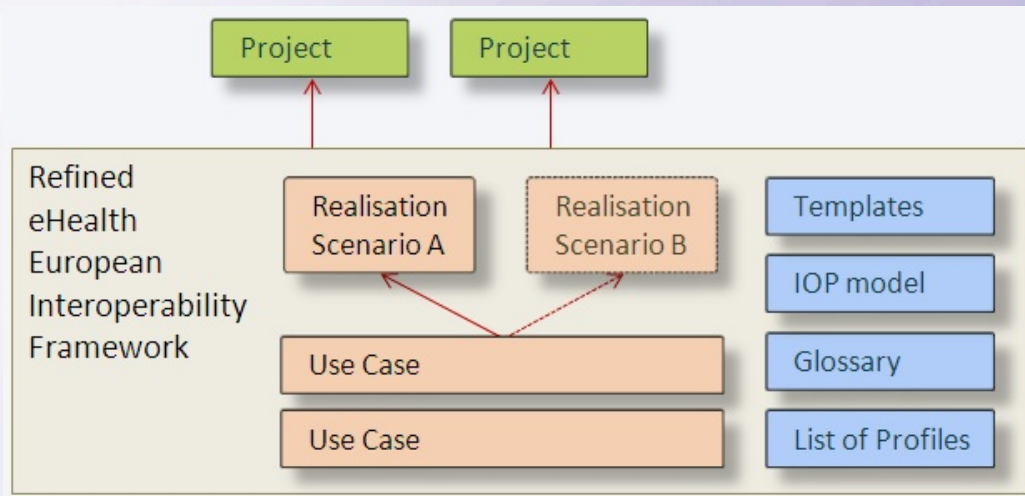 Project
Project
Refined
eHealth
European
Interoperability
Framework
Realisation
Scenario A
Realisation
Scenario B
Use Case
Use Case
Templates
IOP model
Glossary
List of Profiles